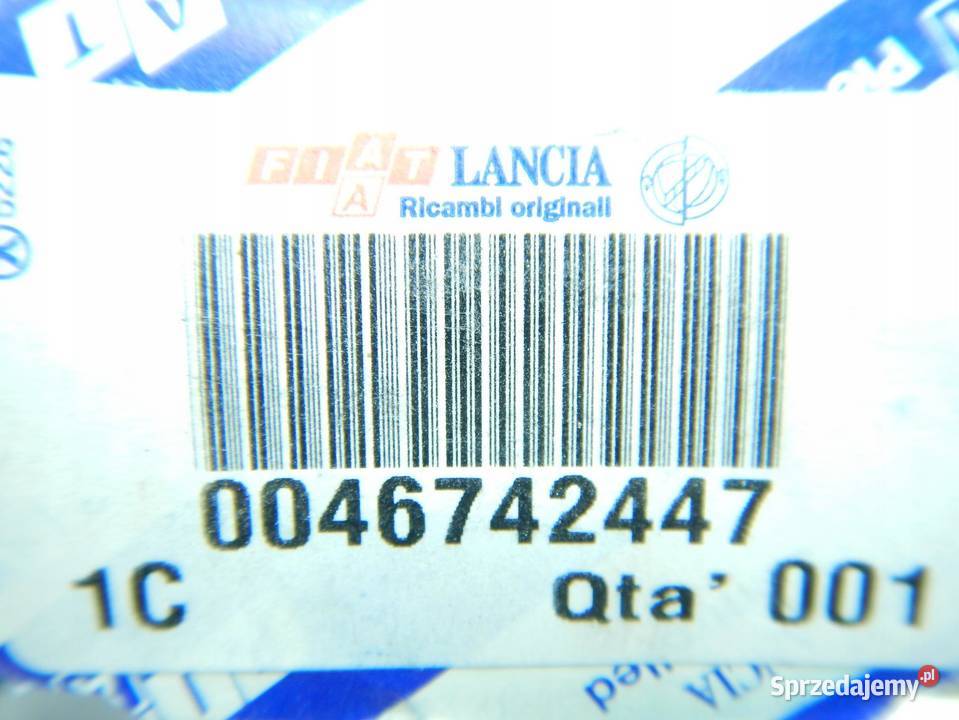 FIAT LANCIA
A
Ricambi originali
0046742447
1C Qta' 001
Sprzedajemy.pl